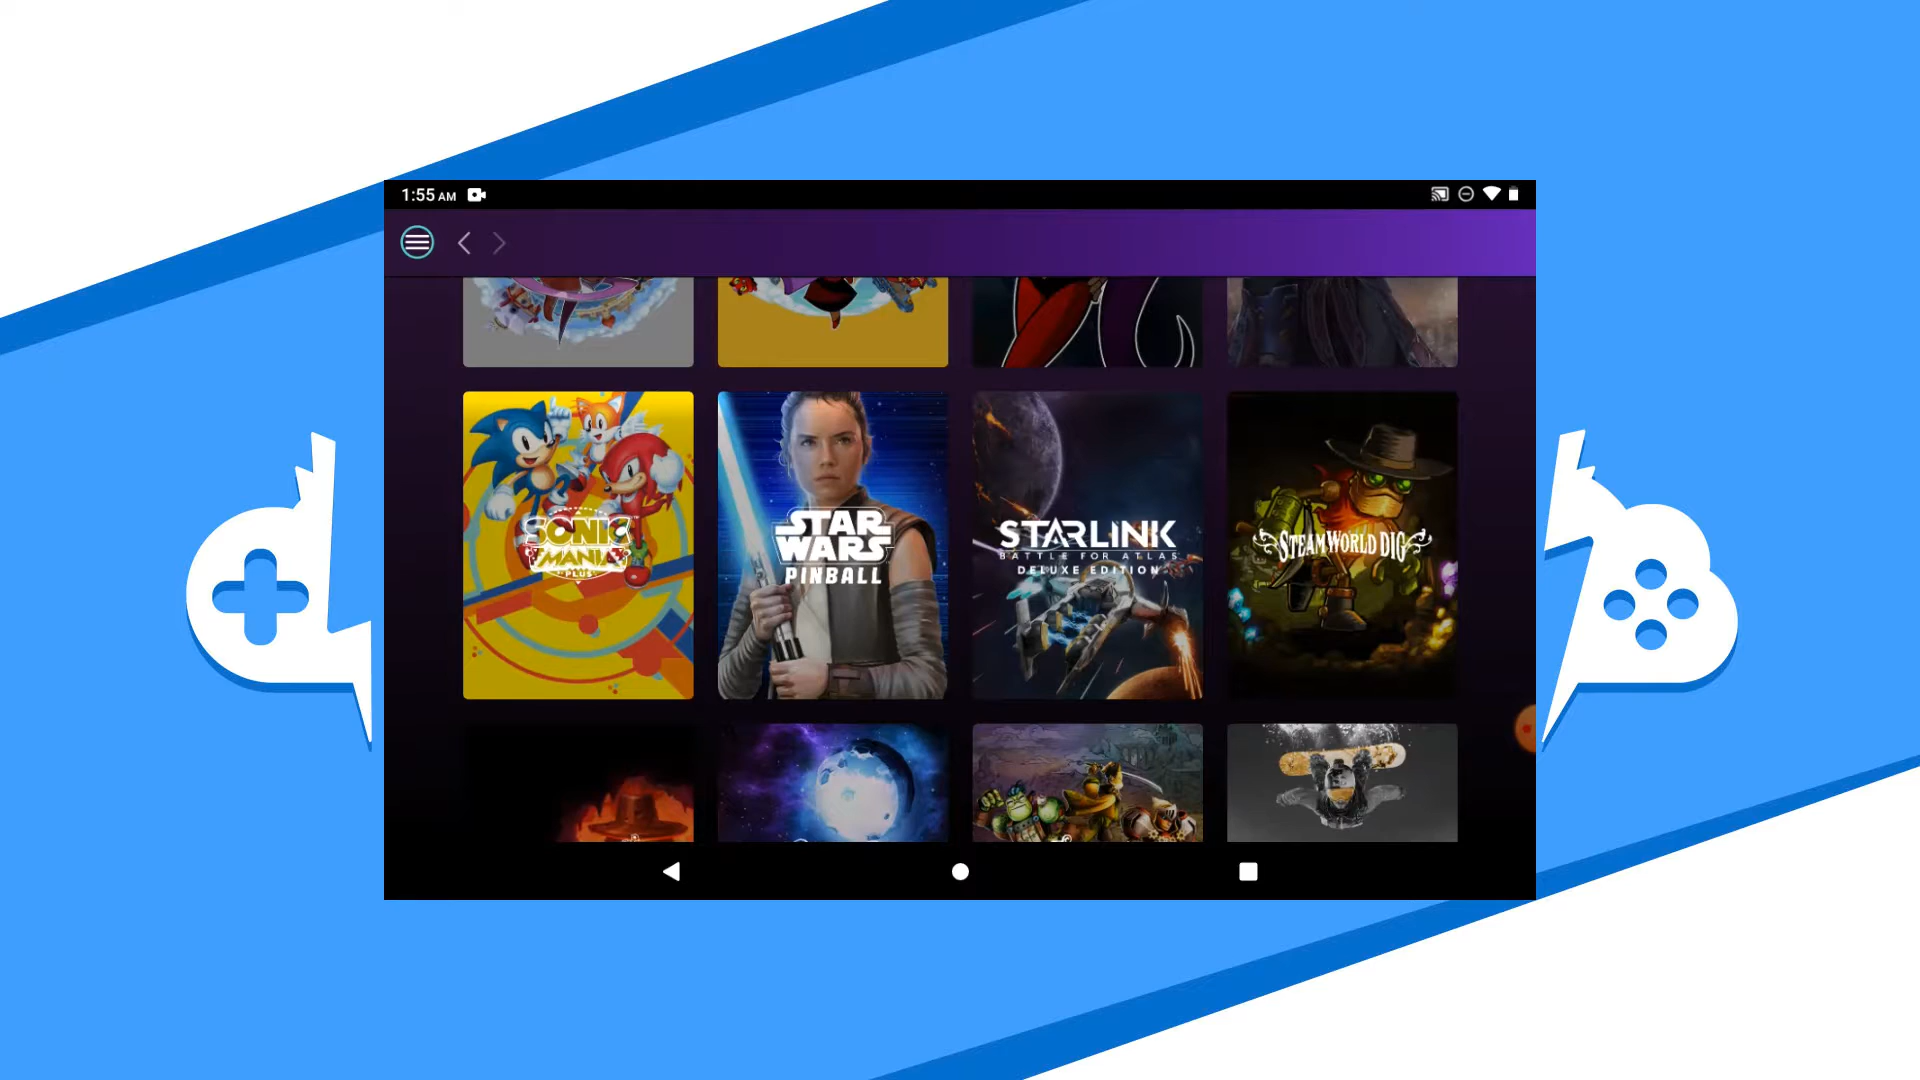 1:55 AM
SONIC
MANIA
PLUS
STAR
WARS
PINBALL
STARLINK
BATTLE FOR ATLAS
DELUXE EDITION
STEAMWORLD DIG